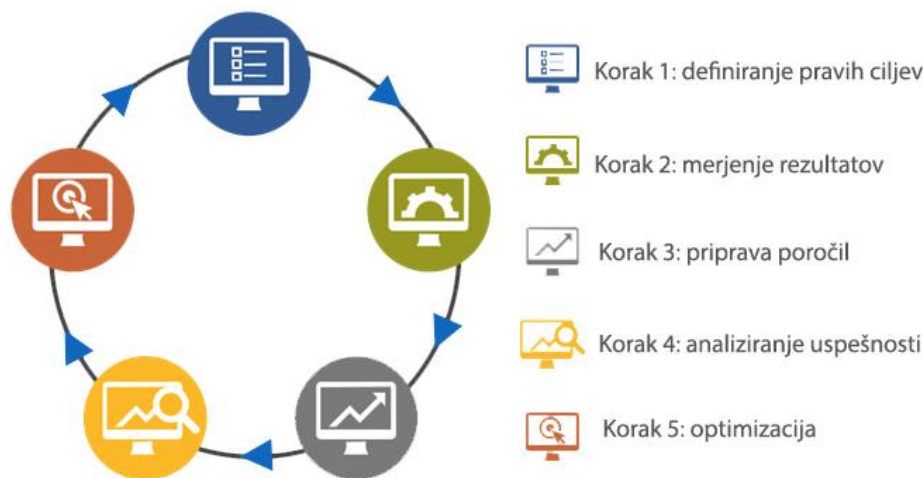 Korak 1: definiranje pravih ciljev
Korak 2: merjenje rezultatov
Korak 3: priprava poročil
Korak 4: analiziranje uspešnosti
Korak 5: optimizacija